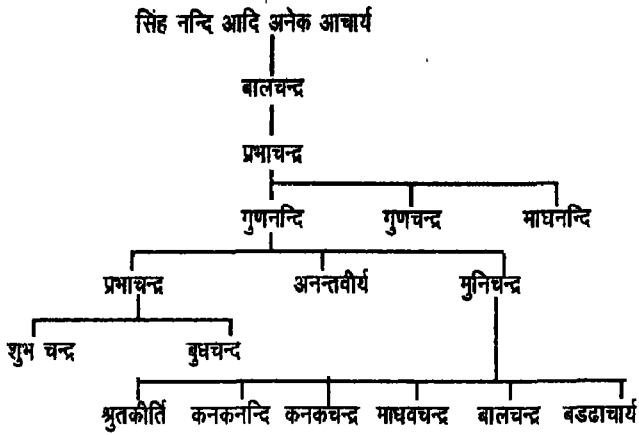 सिंह नन्दि आदि अनेक आचार्य
बालचन्द्र
प्रभाचन्द्र
गुणनन्दि गुणचन्द्र माघनन्दि
प्रभाचन्द्र अनन्तवीर्य मुनिचन्द्र
शुभ चन्द्र बुधचन्द
श्रुतकीर्ति कनकनन्दि कनकचन्द्र माधवचन्द्र बालचन्द्र बडढाचार्य